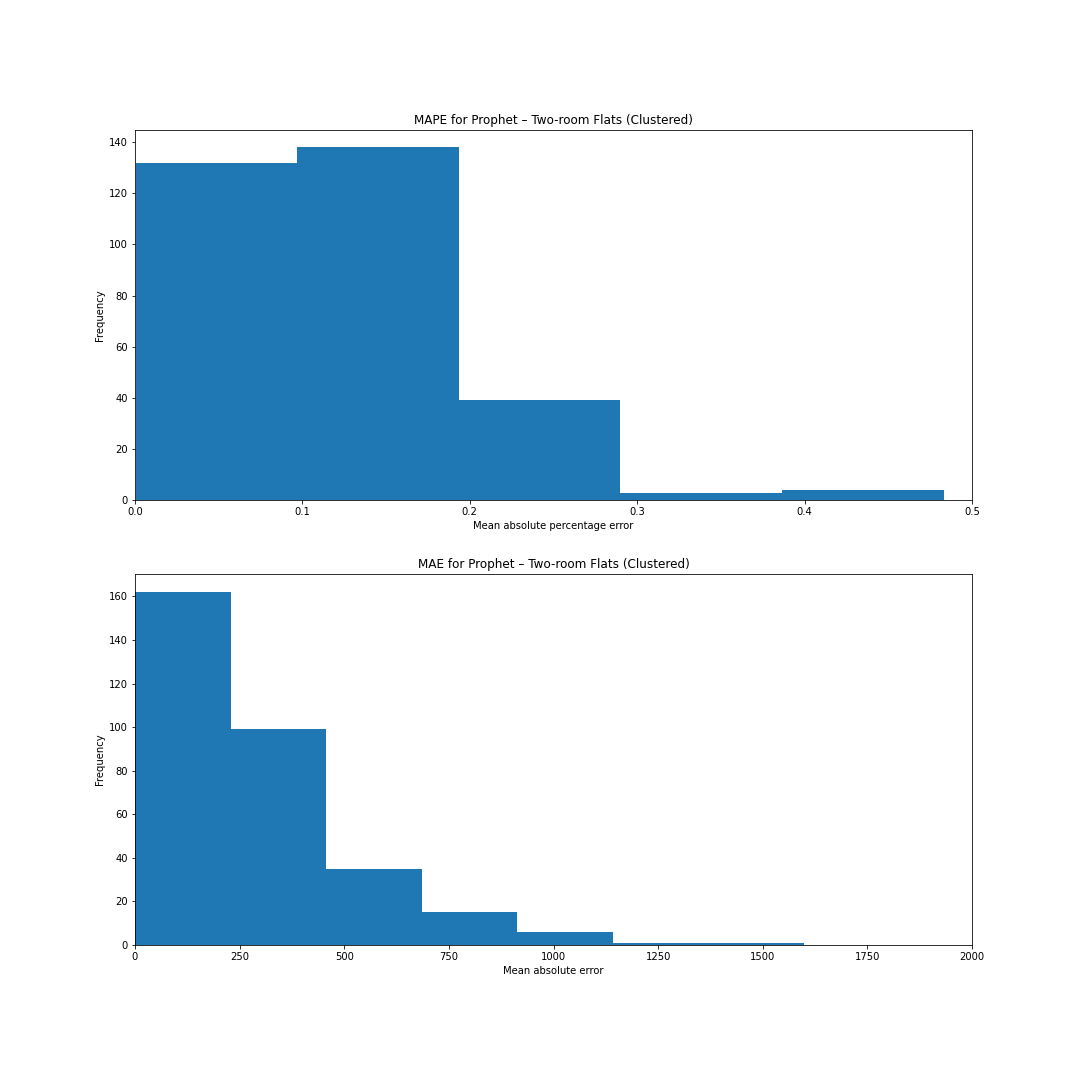 MAPE for Prophet – Two-room Flats (Clustered)
140
120
100
80
60
40
20
0
Frequency
0.0 0.1 0.2 0.3 0.4 0.5
Mean absolute percentage error
MAE for Prophet – Two-room Flats (Clustered)
160
140
120
100
80
60
40
20
0
Frequency
0 250 500 750 1000 1250 1500 1750 2000
Mean absolute error